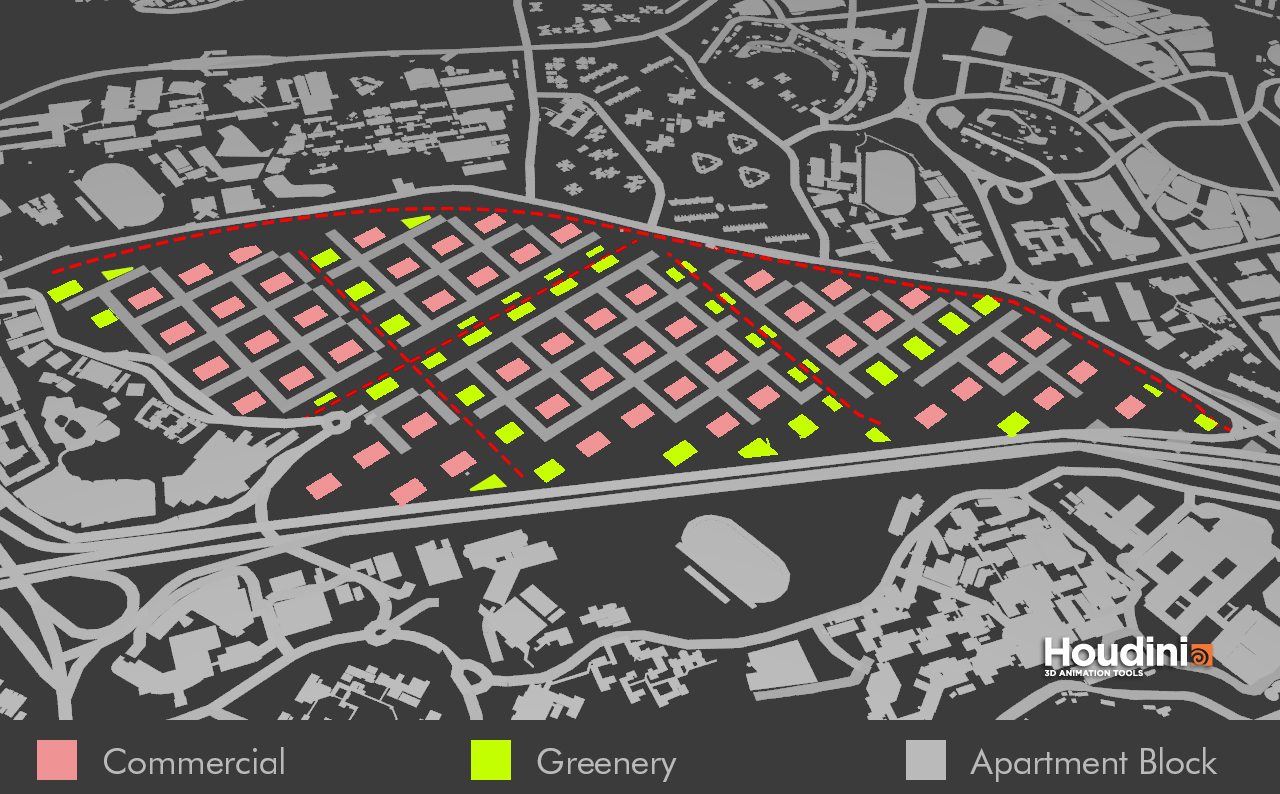 Houdini
3D ANIMATION TOOLS
Commercial
Greenery
Apartment Block